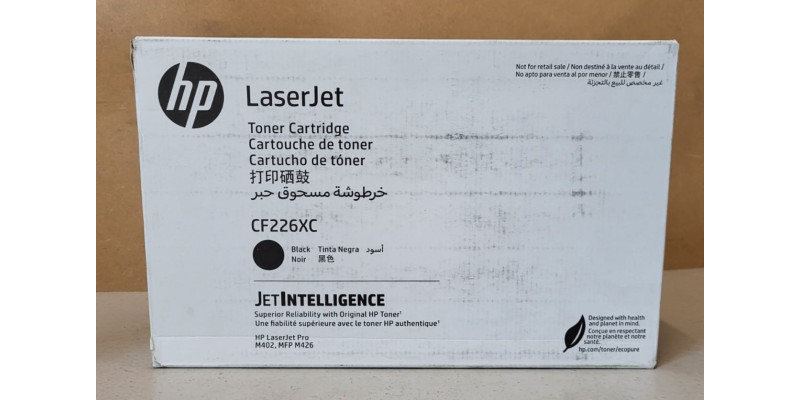 hp
LaserJet
Not for retail sale / Non destiné à la vente au détail /
No apto para venta al por menor / 禁止零售 /
غير مخصص للبيع بالتجزئة
Toner Cartridge
Cartouche de toner
Cartucho de tóner
打印硒鼓
خرطوشة مسحوق حبر
CF226XC
Black Tinta Negra أسود
Noir 黑色
JETINTELLIGENCE
Superior Reliability with Original HP Toner¹
Une fiabilité supérieure avec le toner HP authentique¹
HP LaserJet Pro
M402, MFP M426
Designed with health
and planet in mind.
Conçue en respectant
notre planète et notre
santé.
hp.com/toner/ecopure